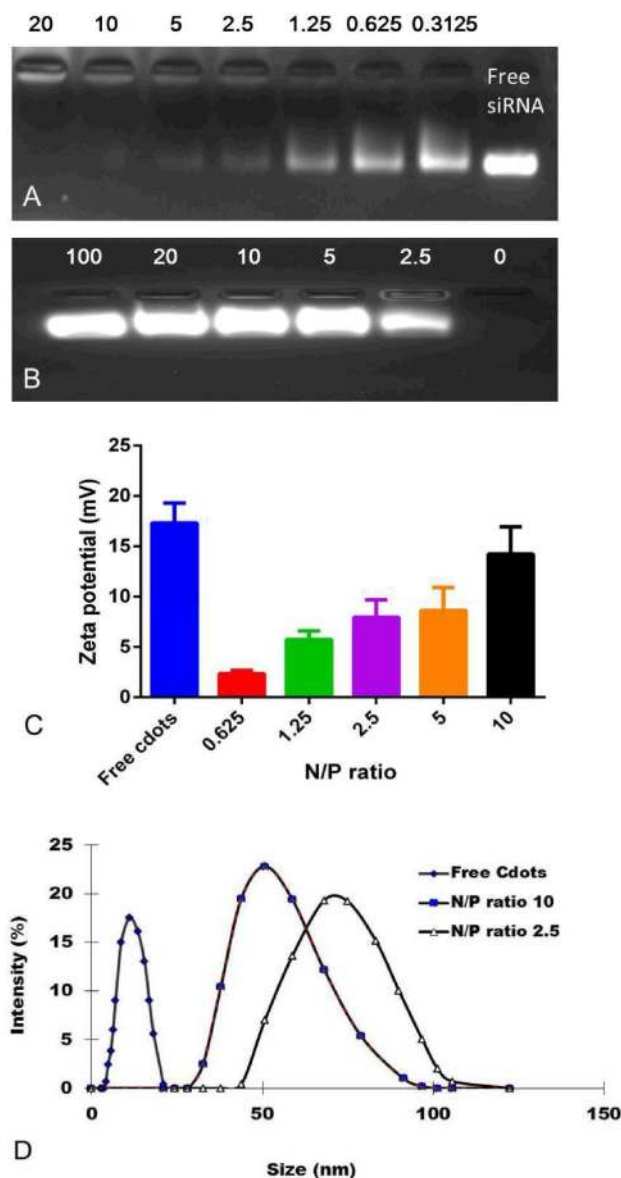 20 10 5 2.5 1.25 0.625 0.3125
Free
siRNA
A
100 20 10 5 2.5 0
B
25
20
15
10
5
0
Zeta potential (mV)
Free cdots 0.625 1.25 2.5 5 10
N/P ratio
C
25
20
15
10
5
0
Intensity (%)
Free Cdots
N/P ratio 10
N/P ratio 2.5
0 50 100 150
Size (nm)
D